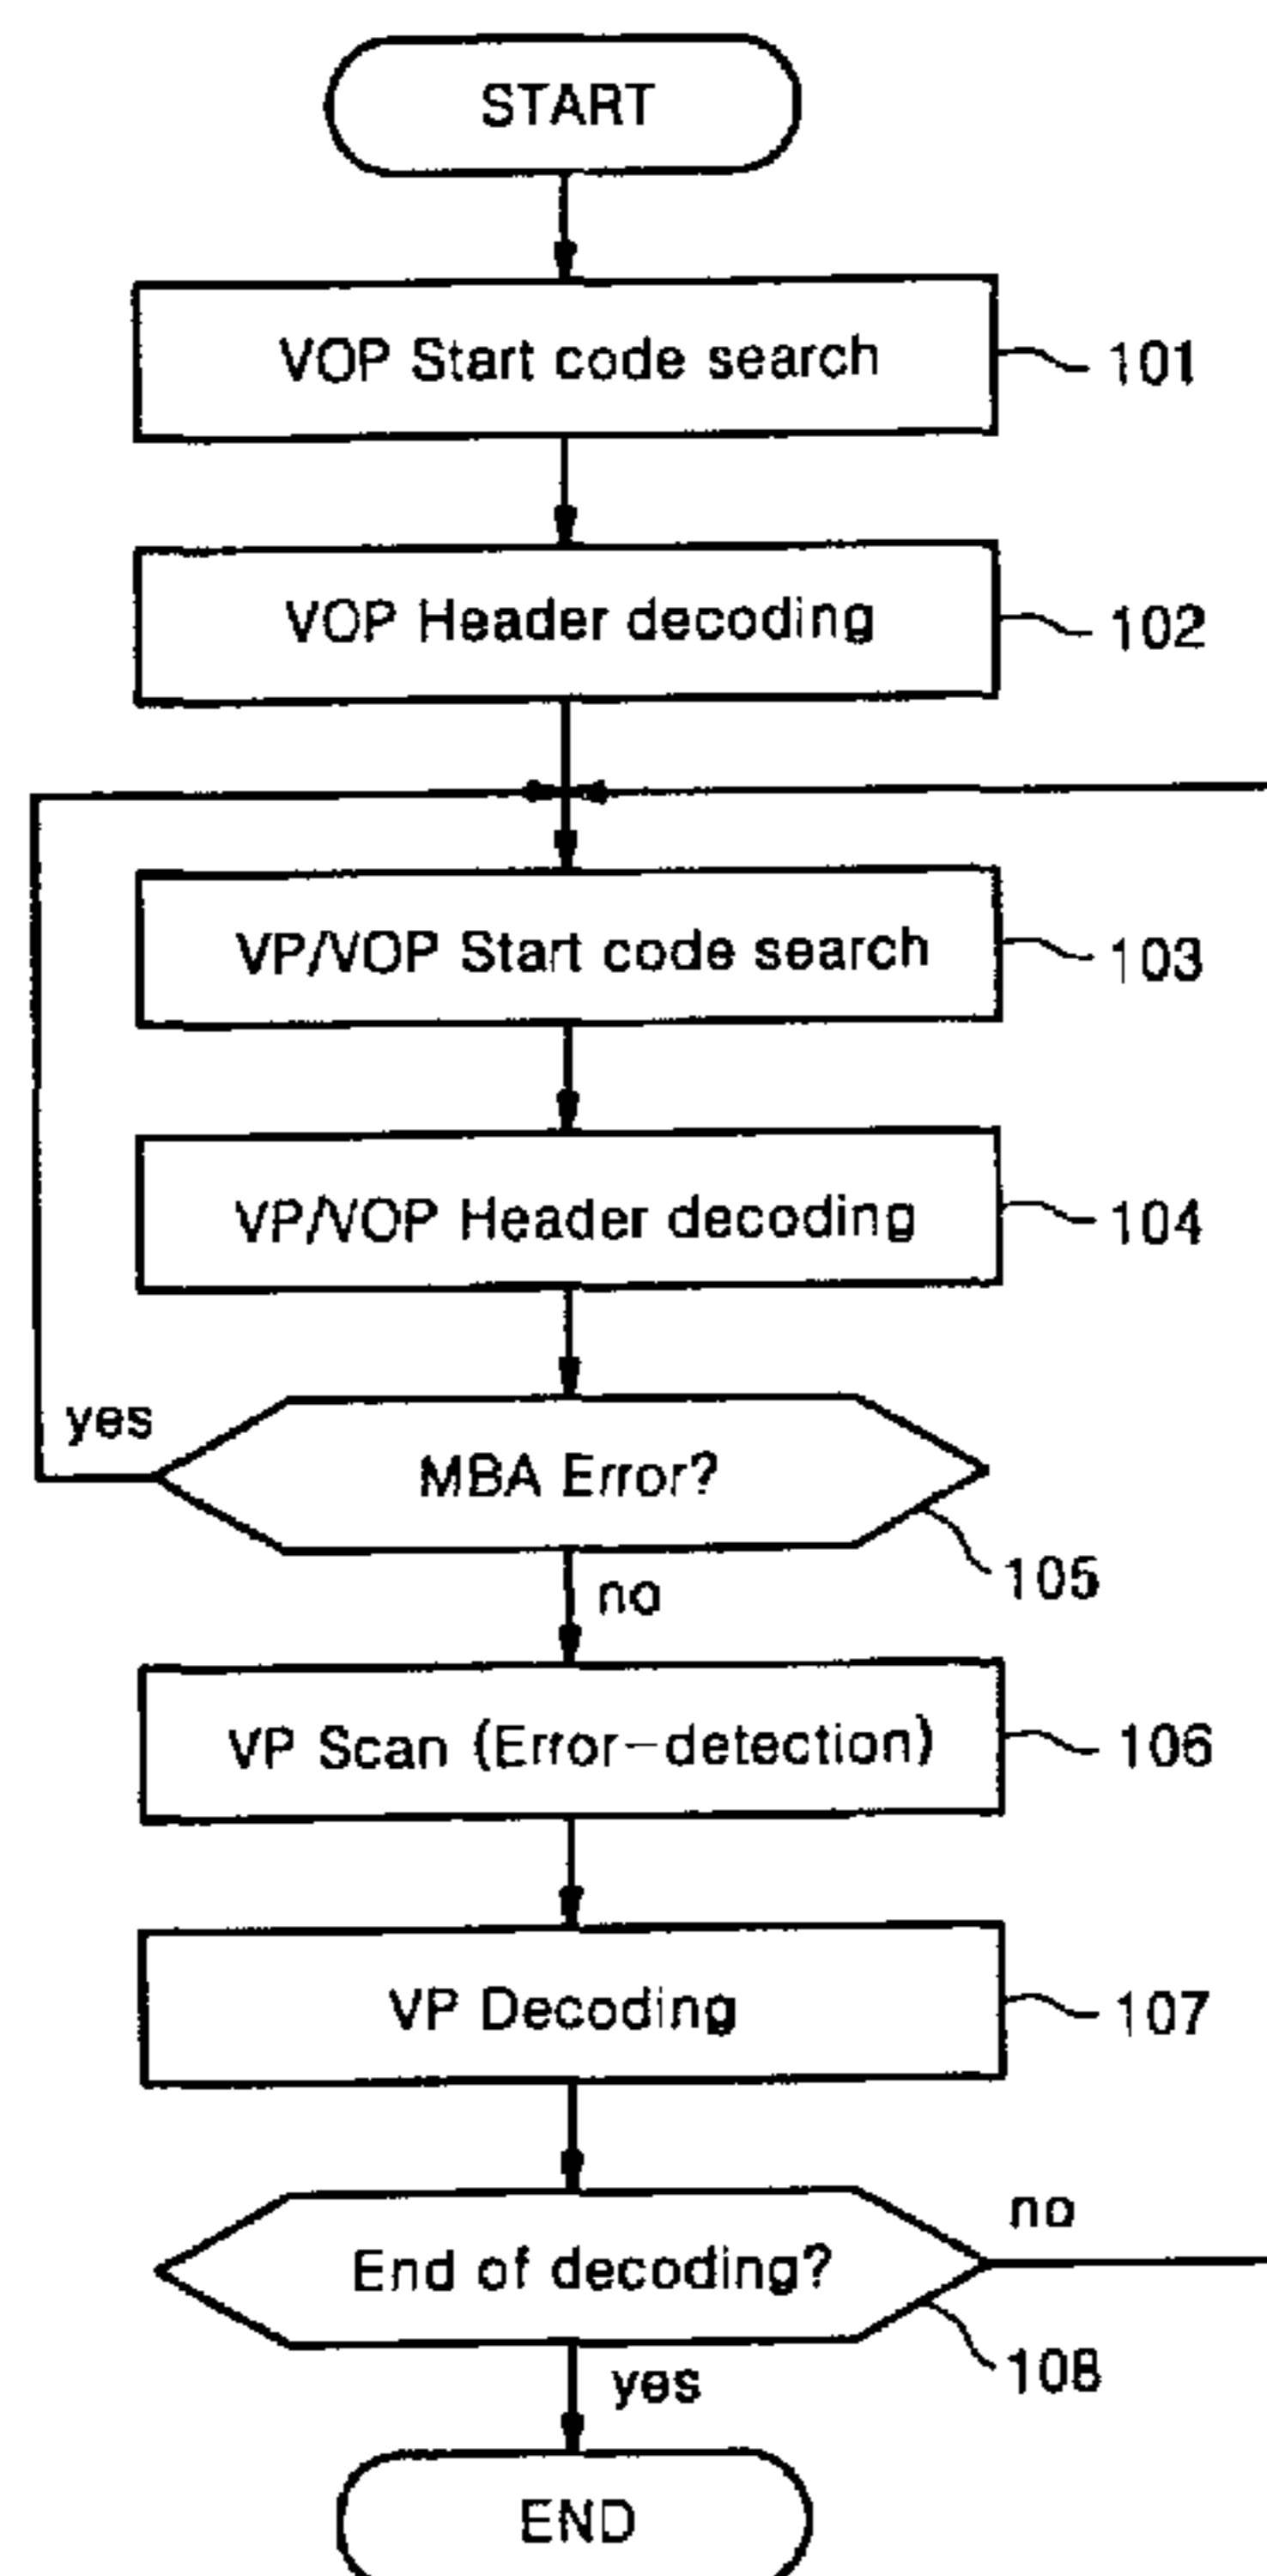 START
VOP Start code search
101
VOP Header decoding
102
VP/VOP Start code search
103
VP/VOP Header decoding
104
yes
MBA Error?
105
no
VP Scan (Error-detection)
106
VP Decoding
107
no
End of decoding?
108
yes
END